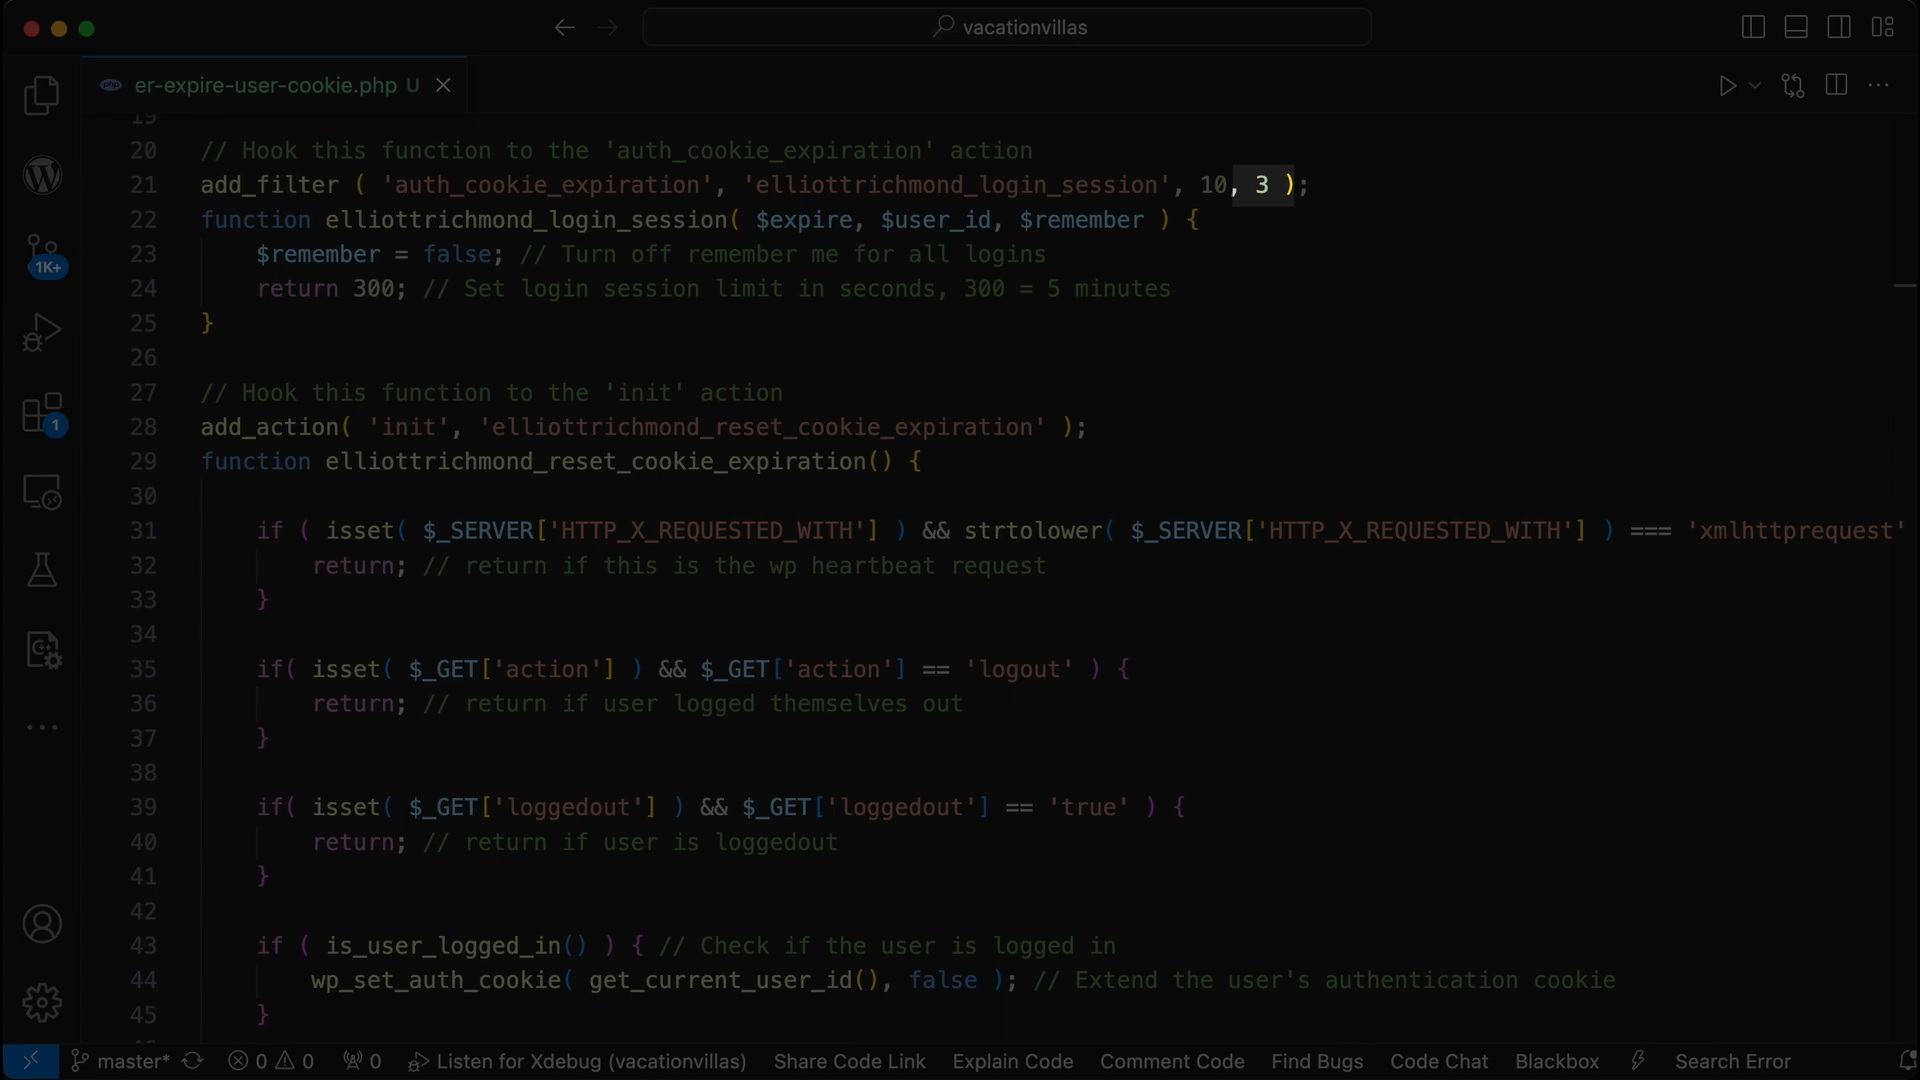 vacationvillas
er-expire-user-cookie.php U
19
20 // Hook this function to the 'auth_cookie_expiration' action
21 add_filter ( 'auth_cookie_expiration', 'elliottrichmond_login_session', 10, 3 );
22 function elliottrichmond_login_session( $expire, $user_id, $remember ) {
23 $remember = false; // Turn off remember me for all logins
24 return 300; // Set login session limit in seconds, 300 = 5 minutes
25 }
26
27 // Hook this function to the 'init' action
28 add_action( 'init', 'elliottrichmond_reset_cookie_expiration' );
29 function elliottrichmond_reset_cookie_expiration() {
30
31 if ( isset( $_SERVER['HTTP_X_REQUESTED_WITH'] ) && strtolower( $_SERVER['HTTP_X_REQUESTED_WITH'] ) === 'xmlhttprequest'
32 return; // return if this is the wp heartbeat request
33 }
34
35 if( isset( $_GET['action'] ) && $_GET['action'] == 'logout' ) {
36 return; // return if user logged themselves out
37 }
38
39 if( isset( $_GET['loggedout'] ) && $_GET['loggedout'] == 'true' ) {
40 return; // return if user is loggedout
41 }
42
43 if ( is_user_logged_in() ) { // Check if the user is logged in
44 wp_set_auth_cookie( get_current_user_id(), false ); // Extend the user's authentication cookie
45 }
1K+
1
master* 0 0 0 Listen for Xdebug (vacationvillas) Share Code Link Explain Code Comment Code Find Bugs Code Chat Blackbox Search Error